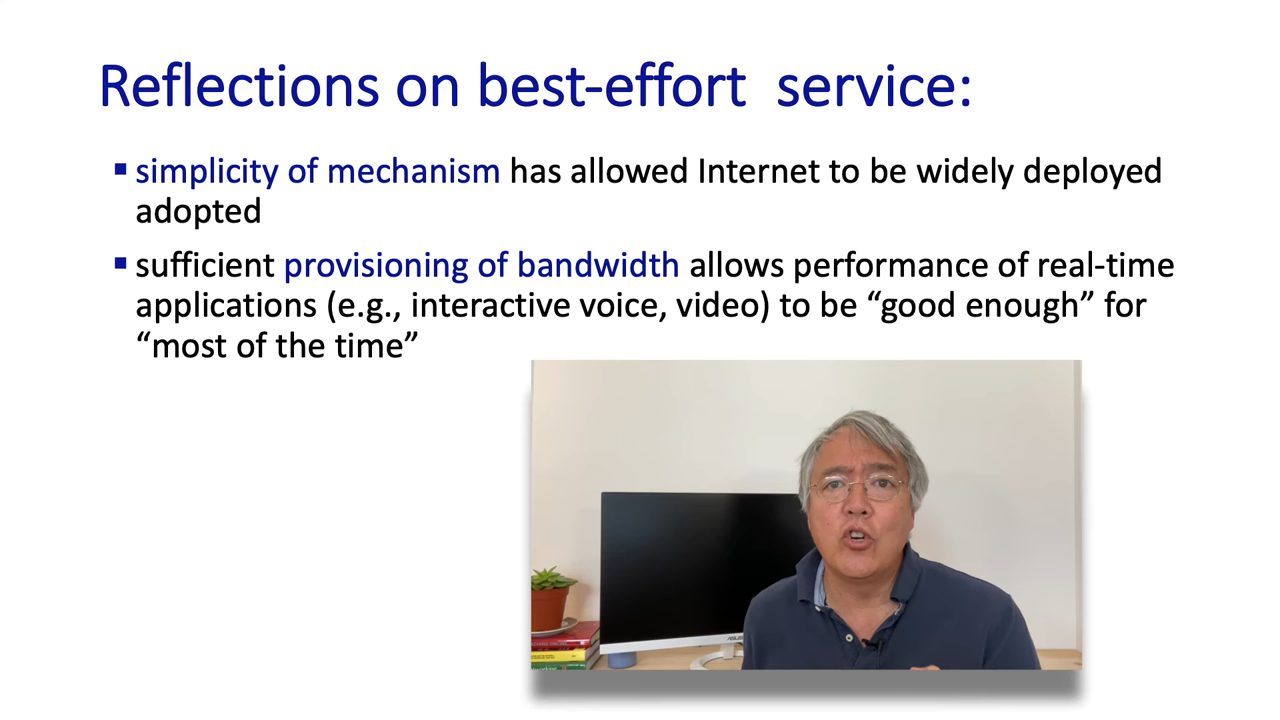 Reflections on best-effort service:
▪ simplicity of mechanism has allowed Internet to be widely deployed
adopted
▪ sufficient provisioning of bandwidth allows performance of real-time
applications (e.g., interactive voice, video) to be “good enough” for
“most of the time”
ASUS